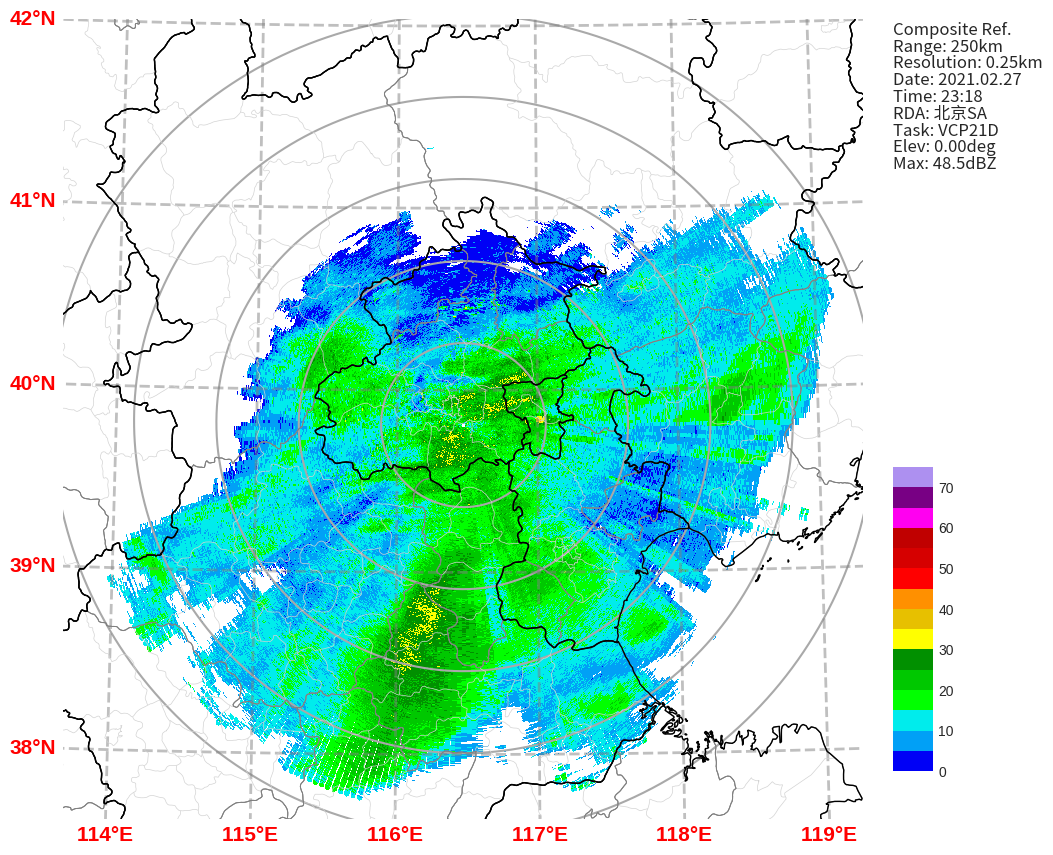 42°N
41°N
40°N
39°N
38°N
114°E 115°E 116°E 117°E 118°E 119°E
Composite Ref.
Range: 250km
Resolution: 0.25km
Date: 2021.02.27
Time: 23:18
RDA: 北京SA
Task: VCP21D
Elev: 0.00deg
Max: 48.5dBZ
70
60
50
40
30
20
10
0